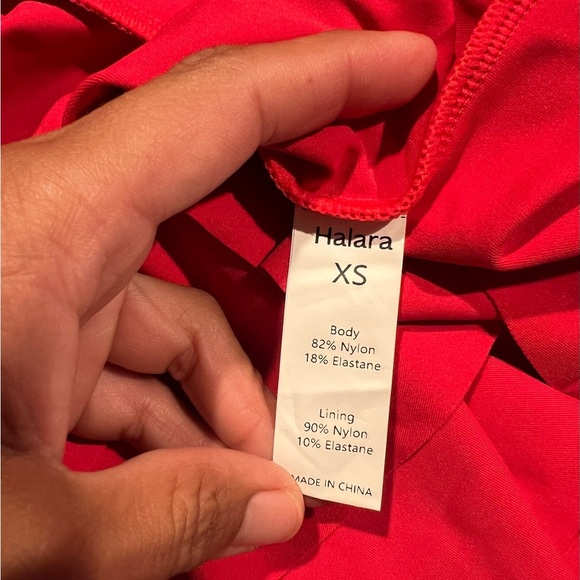 Halara
XS
Body
82% Nylon
18% Elastane
Lining
90% Nylon
10% Elastane
MADE IN CHINA